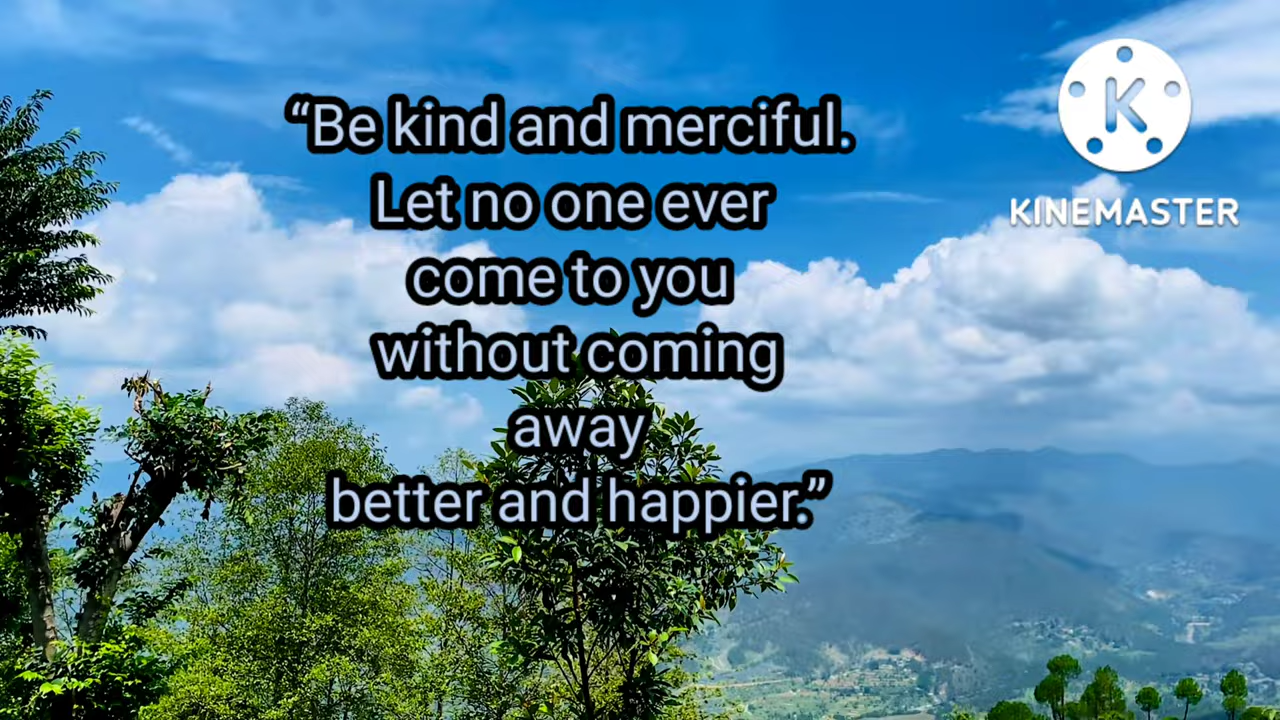 “Be kind and merciful.
Let no one ever
come to you
without coming
away
better and happier.”
K
KINEMASTER